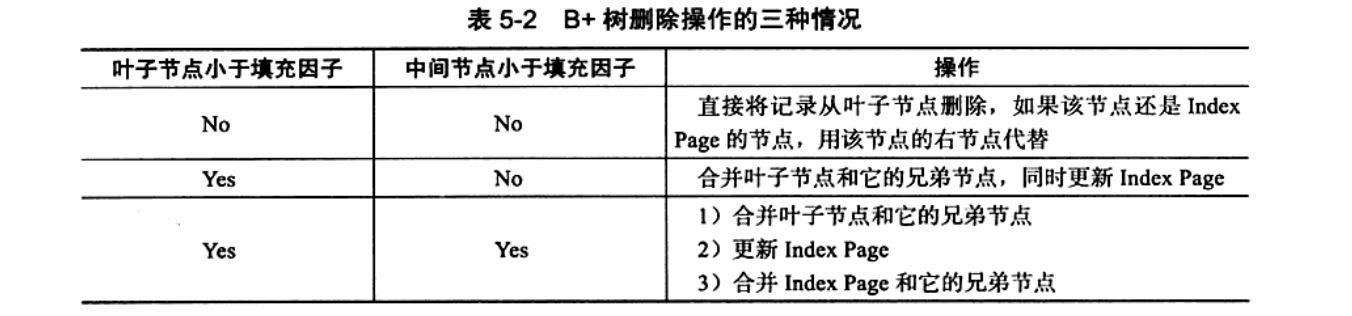 表 5-2 B+ 树删除操作的三种情况
叶子节点小于填充因子 中间节点小于填充因子 操作
No No 直接将记录从叶子节点删除，如果该节点还是 Index
Page 的节点，用该节点的右节点代替
Yes No 合并叶子节点和它的兄弟节点，同时更新 Index Page
1）合并叶子节点和它的兄弟节点
Yes Yes 2）更新 Index Page
3）合并 Index Page 和它的兄弟节点